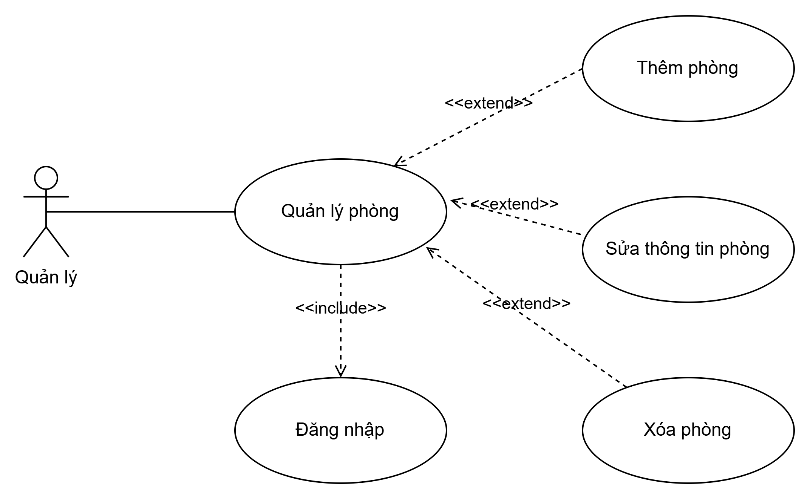 Thêm phòng
<<extend>>
Quản lý phòng
<<extend>>
Sửa thông tin phòng
Quản lý
<<include>>
<<extend>>
Đăng nhập
Xóa phòng